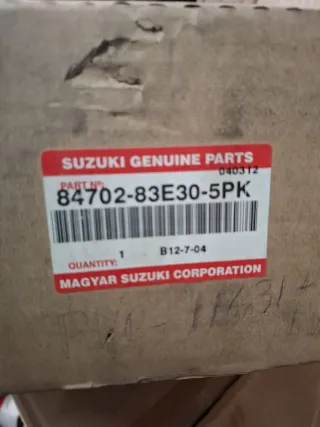 SUZUKI GENUINE PARTS
040312
PART Nº:
84702-83E30-5PK
1 B12-7-04
QUANTITY:
MAGYAR SUZUKI CORPORATION